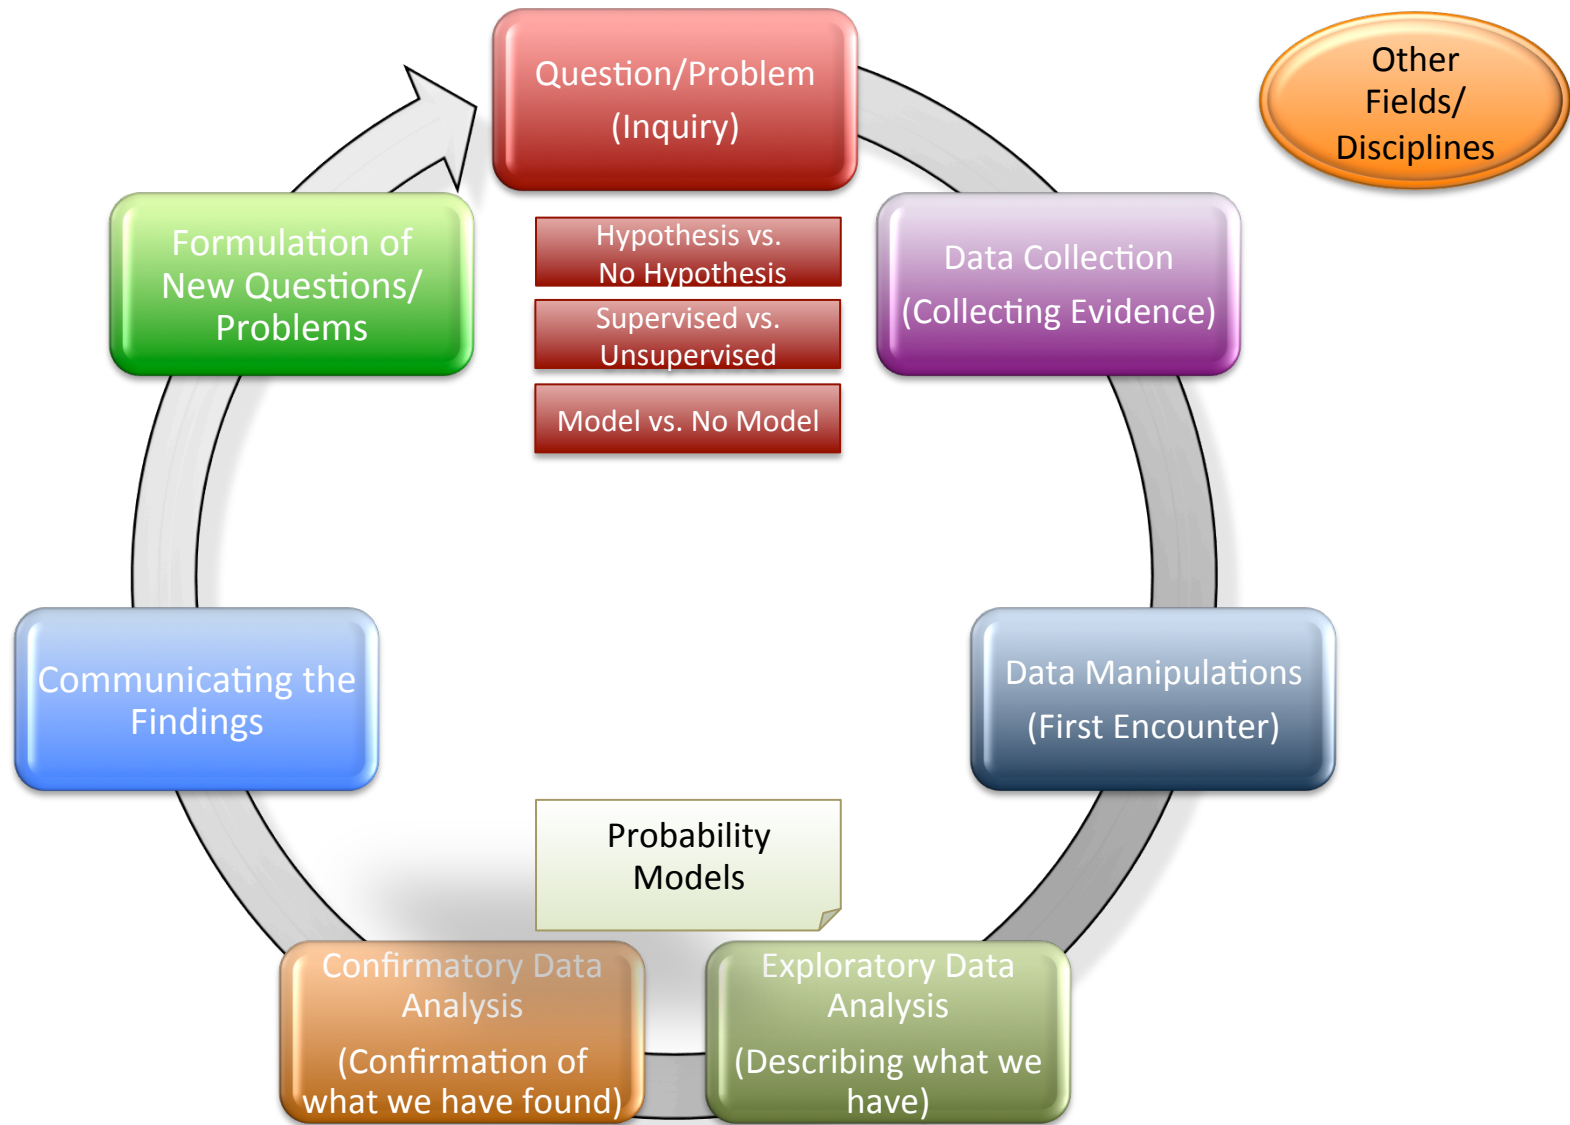 Question/Problem
(Inquiry)
Other
Fields/
Disciplines
Hypothesis vs.
No Hypothesis
Supervised vs.
Unsupervised
Model vs. No Model
Data Collection
(Collecting Evidence)
Data Manipulations
(First Encounter)
Exploratory Data
Analysis
(Describing what we
have)
Probability
Models
Confirmatory Data
Analysis
(Confirmation of
what we have found)
Communicating the
Findings
Formulation of
New Questions/
Problems